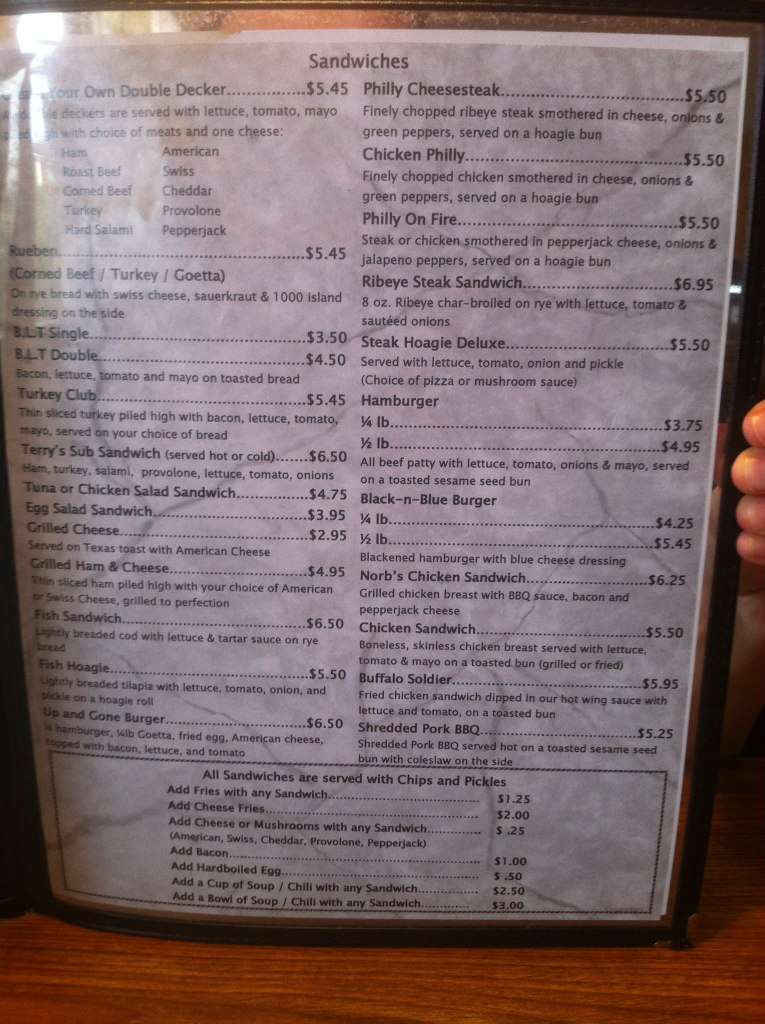 Sandwiches
Your Own Double Decker................$5.45
deckers are served with lettuce, tomato, mayo
with choice of meats and one cheese:
Ham American
Roast Beef Swiss
Corned Beef Cheddar
Turkey Provolone
Hard Salami Pepperjack
Rueben..................................................$5.45
(Corned Beef / Turkey / Goetta)
On rye bread with swiss cheese, sauerkraut & 1000 island
dressing on the side
B.L.T Single............................................$3.50
B.L.T Double..........................................$4.50
Bacon, lettuce, tomato and mayo on toasted bread
Turkey Club...........................................$5.45
Thin sliced turkey piled high with bacon, lettuce, tomato,
mayo, served on your choice of bread
Terry's Sub Sandwich (served hot or cold).......$6.50
Ham, turkey, salami, provolone, lettuce, tomato, onions
Tuna or Chicken Salad Sandwich...............$4.75
Egg Salad Sandwich................................$3.95
Grilled Cheese........................................$2.95
Served on Texas toast with American Cheese
Grilled Ham & Cheese..............................$4.95
Thin sliced ham piled high with your choice of American
or Swiss Cheese, grilled to perfection
Fish Sandwich........................................$6.50
Lightly breaded cod with lettuce & tartar sauce on rye
bread
Fish Hoagie...........................................$5.50
Lightly breaded tilapia with lettuce, tomato, onion, and
pickle on a hoagie roll
Up and Gone Burger................................$6.50
hamburger, ¼lb Goetta, fried egg, American cheese,
topped with bacon, lettuce, and tomato
Philly Cheesesteak..................................$5.50
Finely chopped ribeye steak smothered in cheese, onions &
green peppers, served on a hoagie bun
Chicken Philly........................................$5.50
Finely chopped chicken smothered in cheese, onions &
green peppers, served on a hoagie bun
Philly On Fire.........................................$5.50
Steak or chicken smothered in pepperjack cheese, onions &
jalapeno peppers, served on a hoagie bun
Ribeye Steak Sandwich............................$6.95
8 oz. Ribeye char-broiled on rye with lettuce, tomato &
sautéed onions
Steak Hoagie Deluxe................................$5.50
Served with lettuce, tomato, onion and pickle
(Choice of pizza or mushroom sauce)
Hamburger
¼ lb.....................................................$3.75
½ lb.....................................................$4.95
All beef patty with lettuce, tomato, onions & mayo, served
on a toasted sesame seed bun
Black-n-Blue Burger
¼ lb.....................................................$4.25
½ lb.....................................................$5.45
Blackened hamburger with blue cheese dressing
Norb's Chicken Sandwich.........................$6.25
Grilled chicken breast with BBQ sauce, bacon and
pepperjack cheese
Chicken Sandwich...................................$5.50
Boneless, skinless chicken breast served with lettuce,
tomato & mayo on a toasted bun (grilled or fried)
Buffalo Soldier.......................................$5.95
Fried chicken sandwich dipped in our hot wing sauce with
lettuce and tomato, on a toasted bun
Shredded Pork BBQ.................................$5.25
Shredded Pork BBQ served hot on a toasted sesame seed
bun with coleslaw on the side
All Sandwiches are served with Chips and Pickles
Add Fries with any Sandwich................................ $1.25
Add Cheese Fries............................................... $2.00
Add Cheese or Mushrooms with any Sandwich............ $ .25
(American, Swiss, Cheddar, Provolone, Pepperjack)
Add Bacon....................................................... $1.00
Add Hardboiled Egg............................................ $ .50
Add a Cup of Soup / Chili with any Sandwich............. $2.50
Add a Bowl of Soup / Chili with any Sandwich........... $3.00